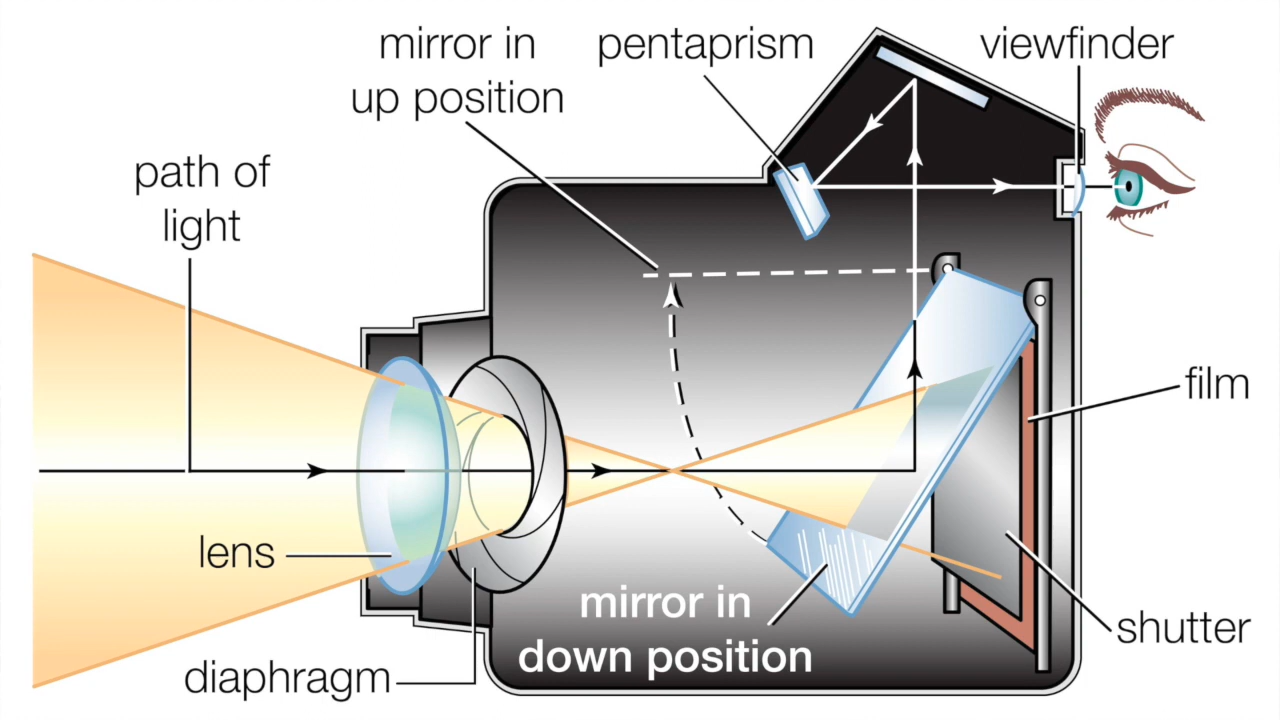 mirror in
up position
pentaprism
viewfinder
path of
light
film
lens
mirror in
down position
shutter
diaphragm